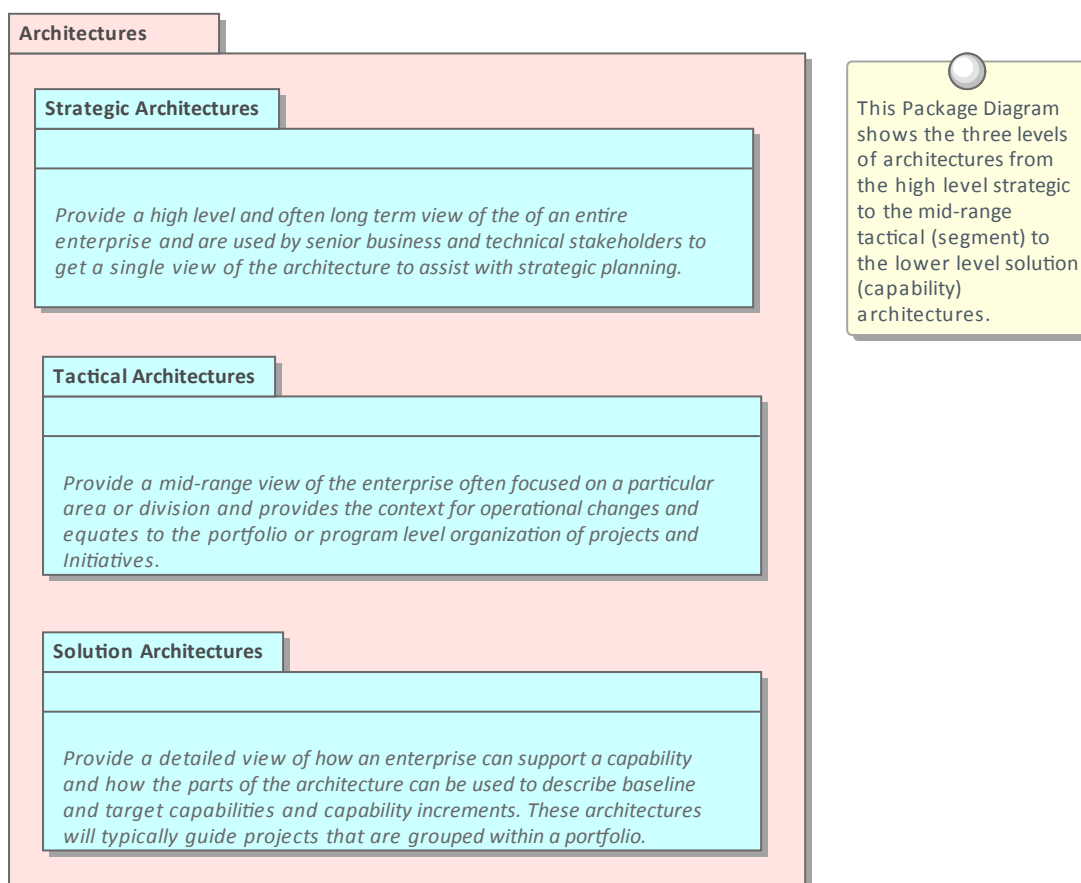 Architectures
Strategic Architectures
Provide a high level and often long term view of the of an entire
enterprise and are used by senior business and technical stakeholders to
get a single view of the architecture to assist with strategic planning.
Tactical Architectures
Provide a mid-range view of the enterprise often focused on a particular
area or division and provides the context for operational changes and
equates to the portfolio or program level organization of projects and
Initiatives.
Solution Architectures
Provide a detailed view of how an enterprise can support a capability
and how the parts of the architecture can be used to describe baseline
and target capabilities and capability increments. These architectures
will typically guide projects that are grouped within a portfolio.
This Package Diagram
shows the three levels
of architectures from
the high level strategic
to the mid-range
tactical (segment) to
the lower level solution
(capability)
architectures.